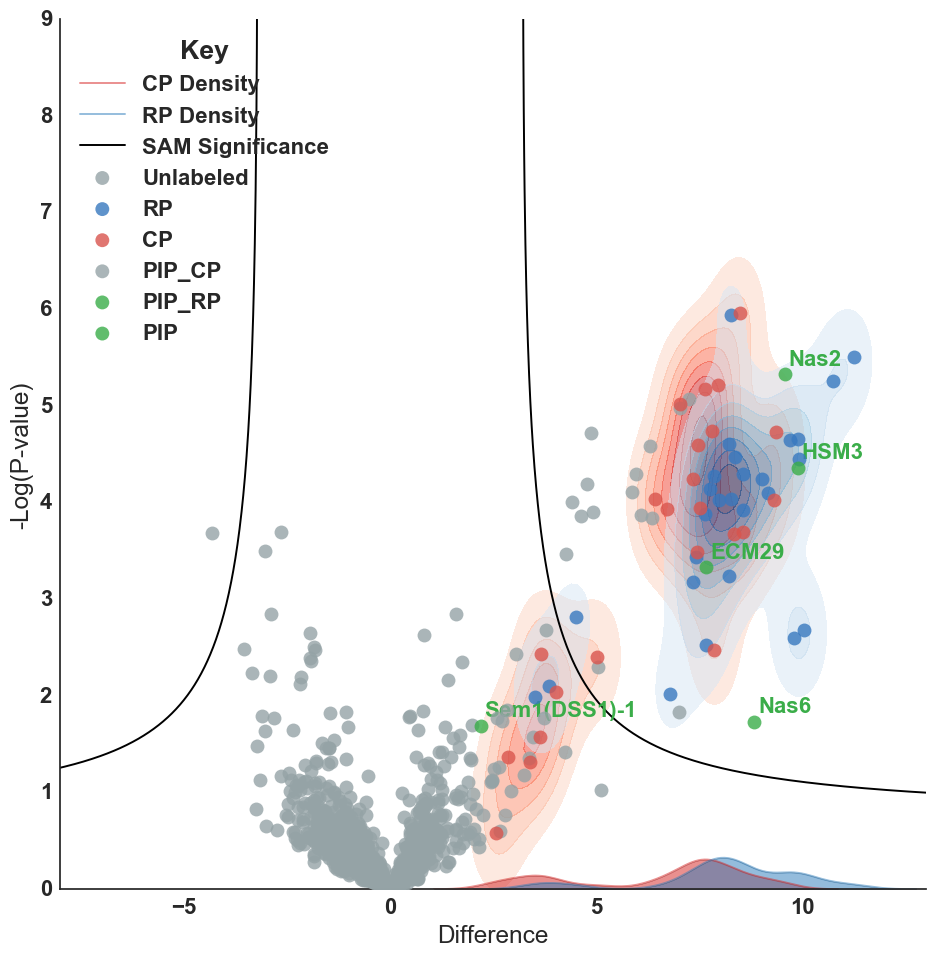 Key
CP Density
RP Density
SAM Significance
Unlabeled
RP
CP
PIP_CP
PIP_RP
PIP
9
8
7
6
5
4
3
2
1
0
-Log(P-value)
Nas2
HSM3
ECM29
Sem1(DSS1)-1
Nas6
−5
0
5
10
Difference